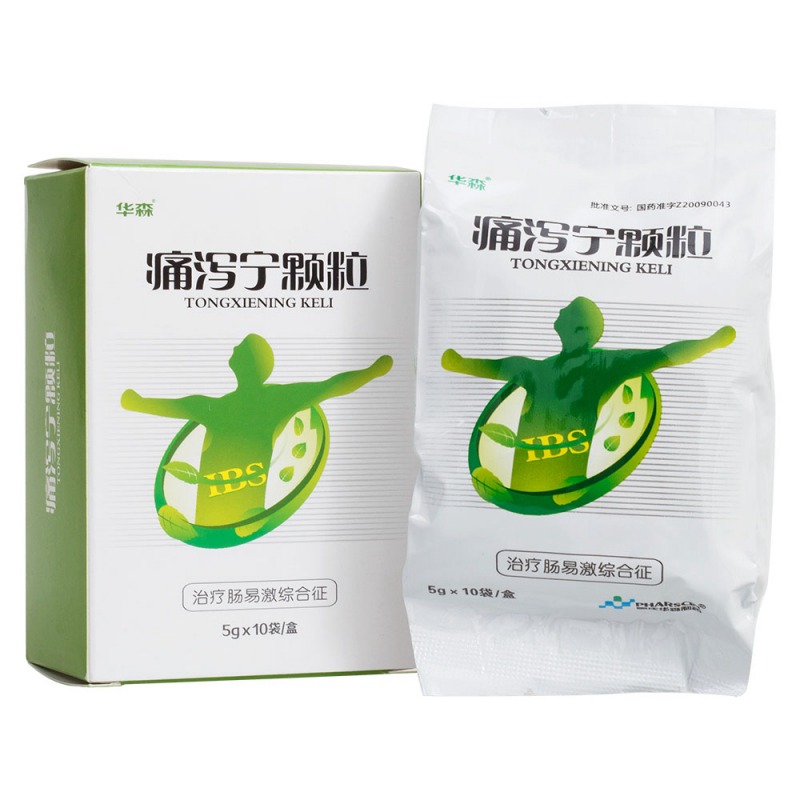 华森®
痛泻宁颗粒
TONGXIENING KELI
IBS
治疗肠易激综合征
5g×10袋/盒
痛泻宁颗粒
TONGXIENING KELI
华森®
批准文号: 国药准字Z20090043
痛泻宁颗粒
TONGXIENING KELI
IBS
治疗肠易激综合征
5g×10袋/盒
PHARSCIN®